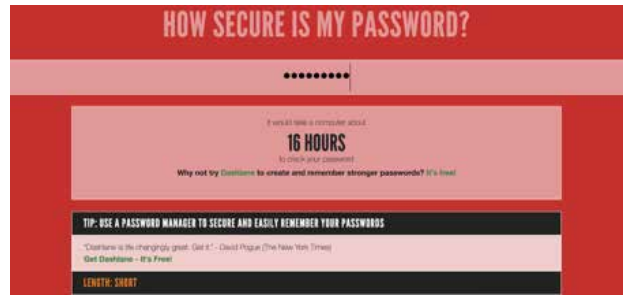 HOW SECURE IS MY PASSWORD?
It would take a computer about
16 HOURS
to crack your password
Why not try Dashlane to create and remember stronger passwords? It's free!
TIP: USE A PASSWORD MANAGER TO SECURE AND EASILY REMEMBER YOUR PASSWORDS
"Dashlane is life changingly great. Get it." - David Pogue (The New York Times)
Get Dashlane - It's Free!
LENGTH: SHORT